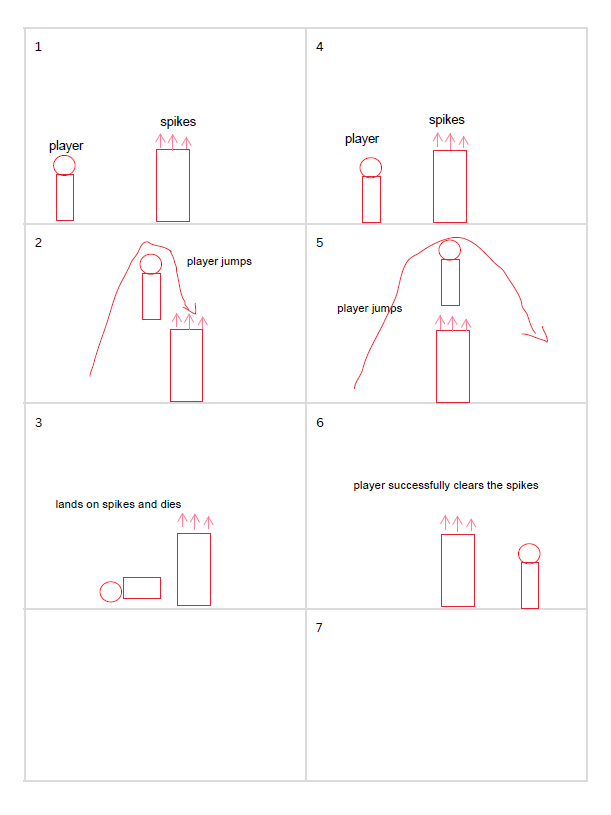 1
spikes
player
2
player jumps
3
lands on spikes and dies
4
spikes
player
5
player jumps
6
player successfully clears the spikes
7